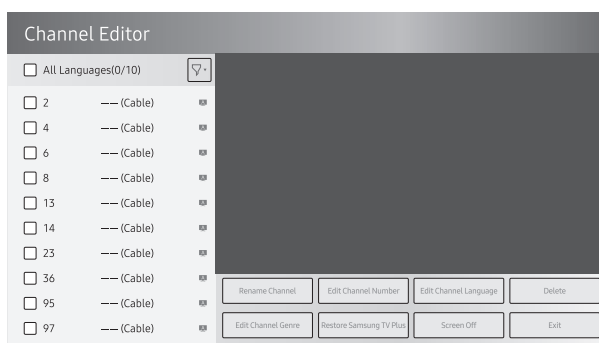 Channel Editor
All Languages(0/10)
2 —— (Cable)
4 —— (Cable)
6 —— (Cable)
8 —— (Cable)
13 —— (Cable)
14 —— (Cable)
23 —— (Cable)
36 —— (Cable)
95 —— (Cable)
97 —— (Cable)
Rename Channel Edit Channel Number Edit Channel Language Delete
Edit Channel Genre Restore Samsung TV Plus Screen Off Exit